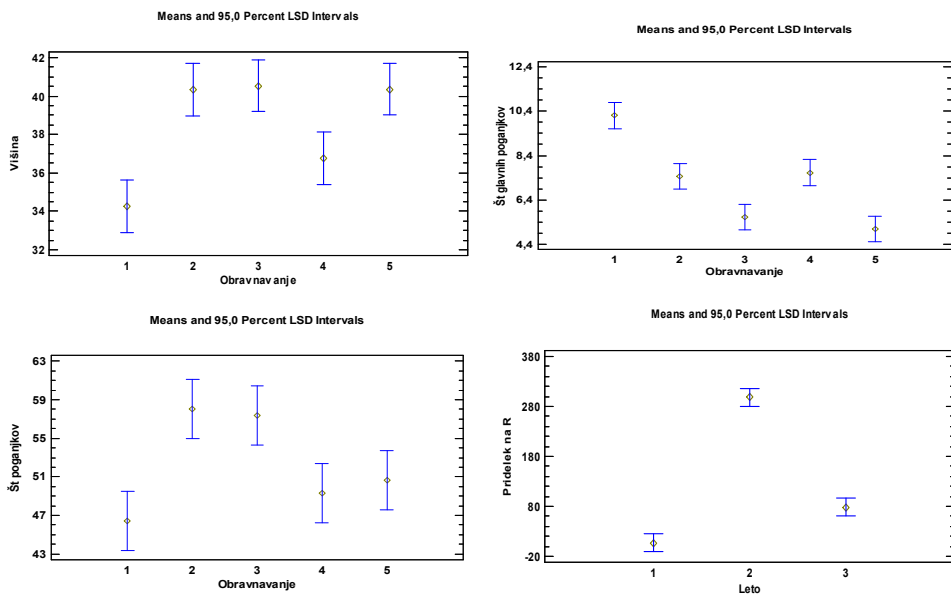 Means and 95,0 Percent LSD Intervals
Višina
42
40
38
36
34
32
1 2 3 4 5
Obravnavanje
Means and 95,0 Percent LSD Intervals
Št glavnih poganjkov
12,4
10,4
8,4
6,4
4,4
1 2 3 4 5
Obravnavanje
Means and 95,0 Percent LSD Intervals
Št poganjkov
63
59
55
51
47
43
1 2 3 4 5
Obravnavanje
Means and 95,0 Percent LSD Intervals
Pridelek na R
380
280
180
80
-20
1 2 3
Leto